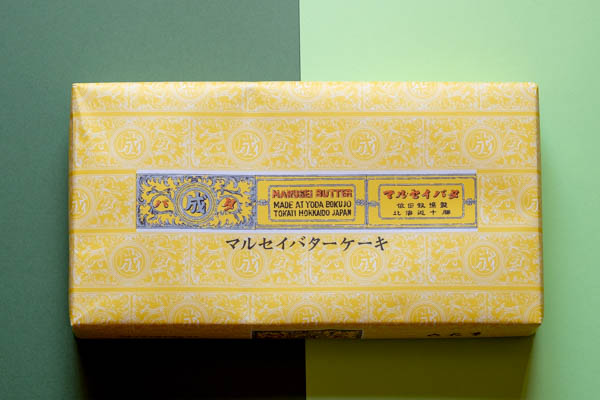 バ 成 タ
MARUSEI BUTTER
MADE AT YODA BOKUJO
TOKATI HOKKAIDO JAPAN
マルセイバタ
依田牧場製
北海道十勝
マルセイバターケーキ